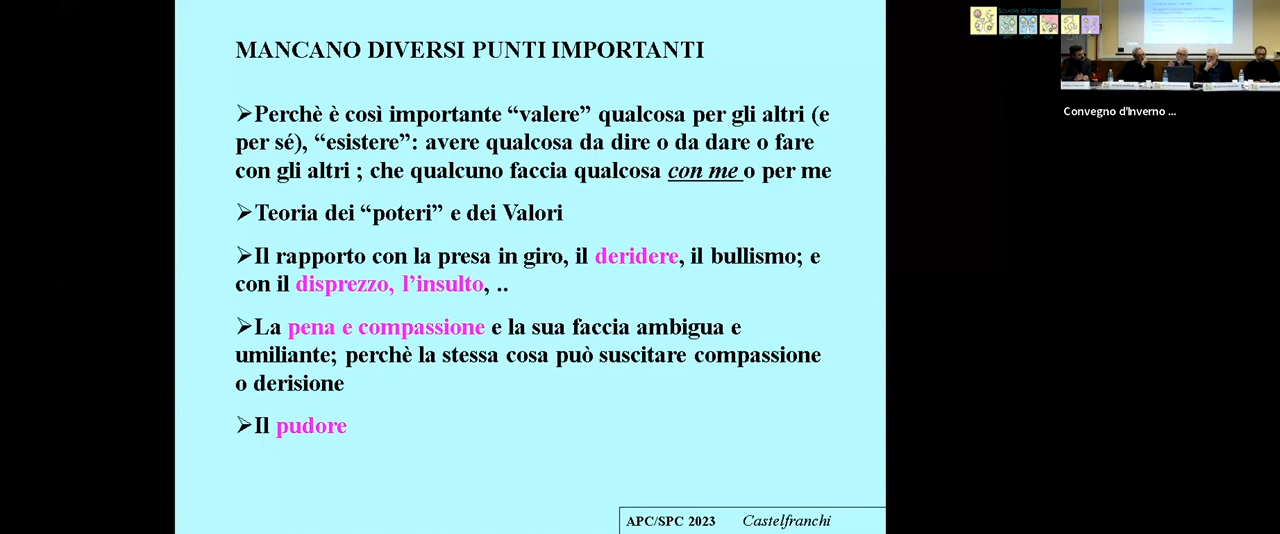 MANCANO DIVERSI PUNTI IMPORTANTI
➢Perchè è così importante “valere” qualcosa per gli altri (e
per sé), “esistere”: avere qualcosa da dire o da dare o fare
con gli altri ; che qualcuno faccia qualcosa con me o per me
➢Teoria dei “poteri” e dei Valori
➢Il rapporto con la presa in giro, il deridere, il bullismo; e
con il disprezzo, l’insulto, ..
➢La pena e compassione e la sua faccia ambigua e
umiliante; perchè la stessa cosa può suscitare compassione
o derisione
➢Il pudore
APC/SPC 2023 Castelfranchi
Scuole di Psicoterap
Convegno d'Inverno ...